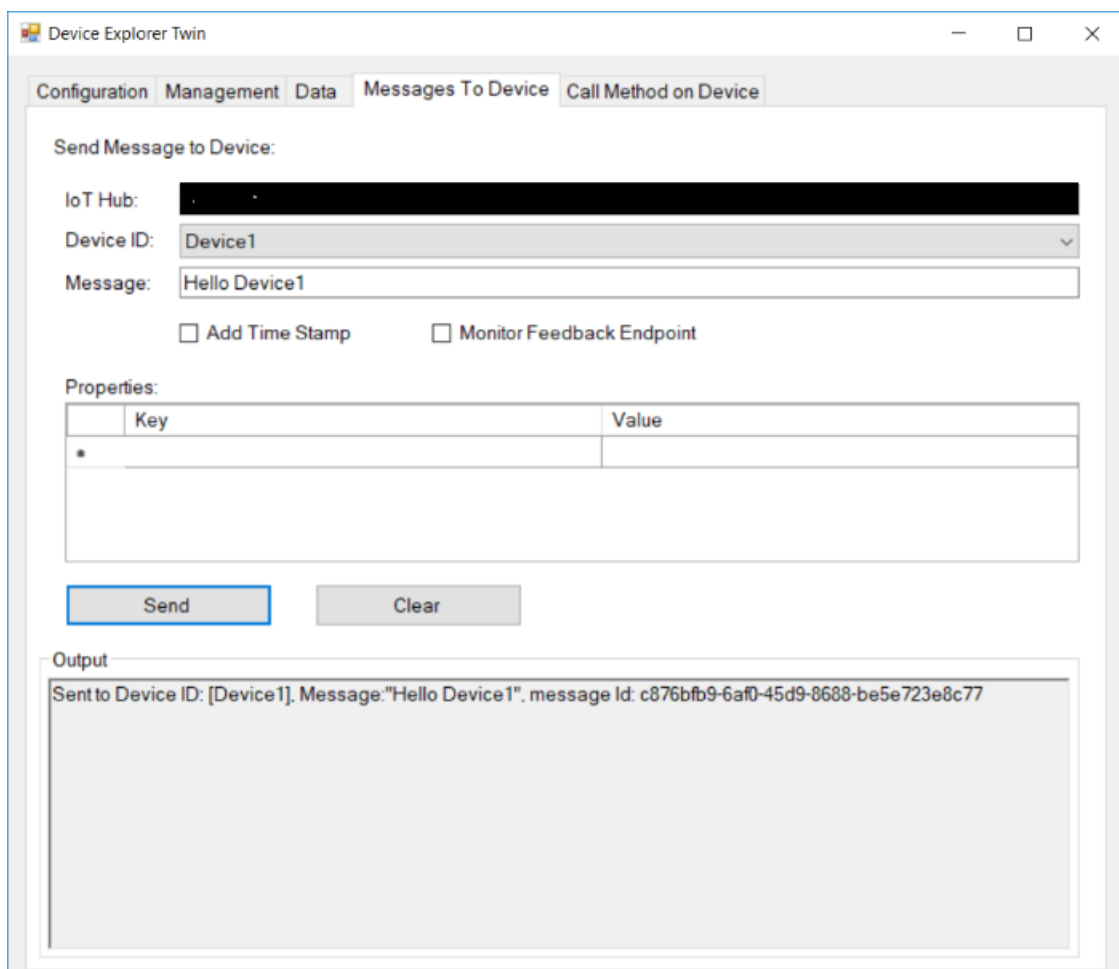 Device Explorer Twin
Configuration Management Data Messages To Device Call Method on Device
Send Message to Device:
IoT Hub:
Device ID: Device1
Message: Hello Device1
Add Time Stamp Monitor Feedback Endpoint
Properties:
Key Value
Send Clear
Output
Sent to Device ID: [Device1], Message:"Hello Device1", message Id: c876bfb9-6af0-45d9-8688-be5e723e8c77